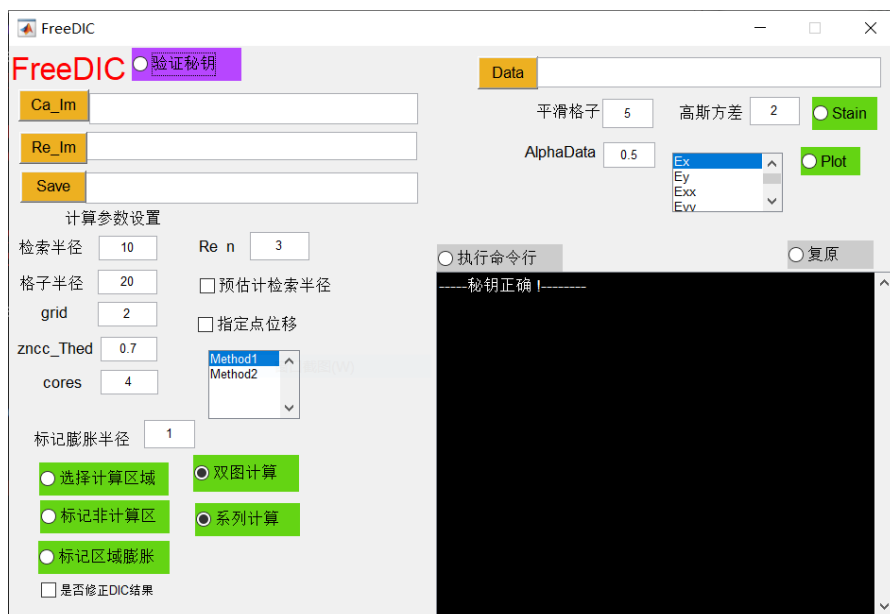 FreeDIC
FreeDIC
验证秘钥
Ca_Im
Re_Im
Save
Data
平滑格子
5
高斯方差
2
Stain
AlphaData
0.5
Ex
Ey
Exx
Eyy
Plot
计算参数设置
检索半径
10
Re n
3
格子半径
20
预估计检索半径
grid
2
指定点位移
zncc_Thed
0.7
Method1
Method2
cores
4
标记膨胀半径
1
选择计算区域
双图计算
标记非计算区
系列计算
标记区域膨胀
是否修正DIC结果
执行命令行
复原
-----秘钥正确 !--------